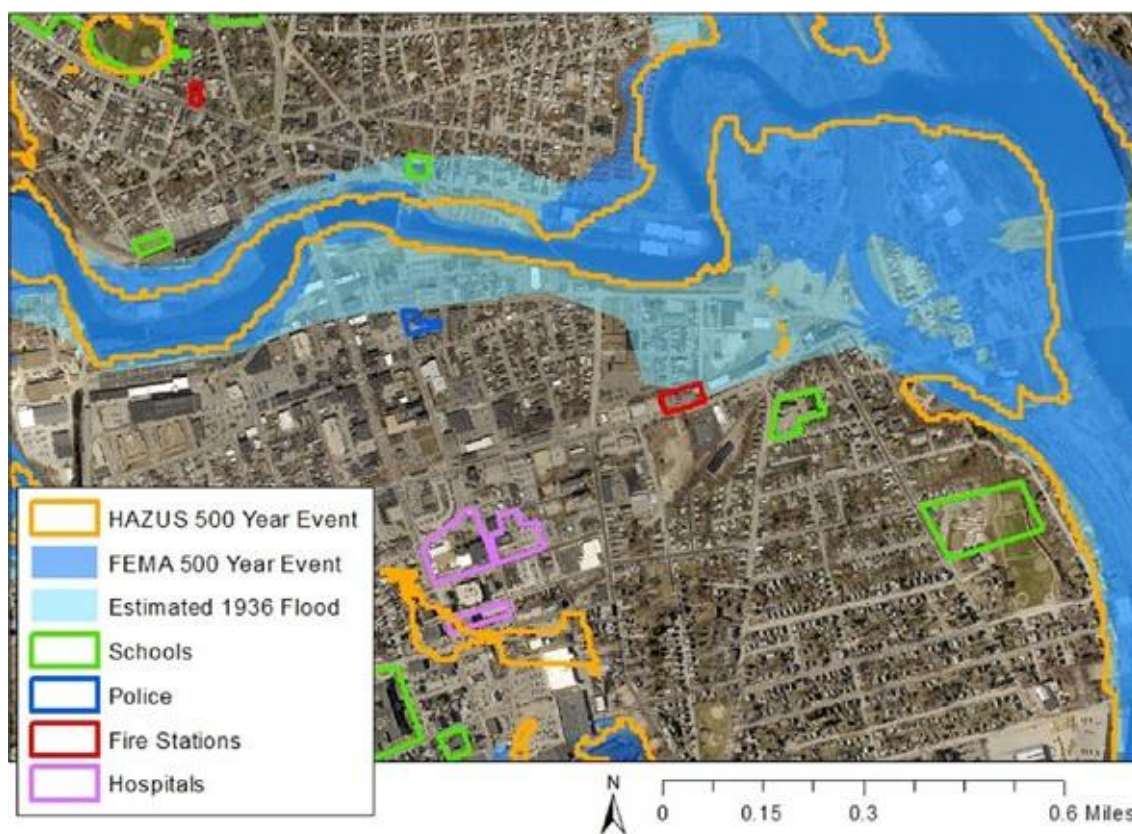 HAZUS 500 Year Event
FEMA 500 Year Event
Estimated 1936 Flood
Schools
Police
Fire Stations
Hospitals
N
0 0.15 0.3 0.6 Miles